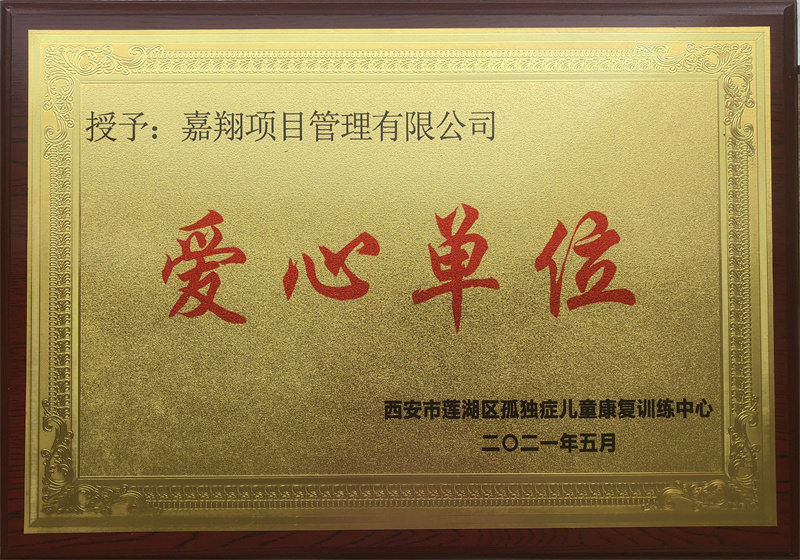 授予：嘉翔项目管理有限公司
爱心单位
西安市莲湖区孤独症儿童康复训练中心
二〇二一年五月